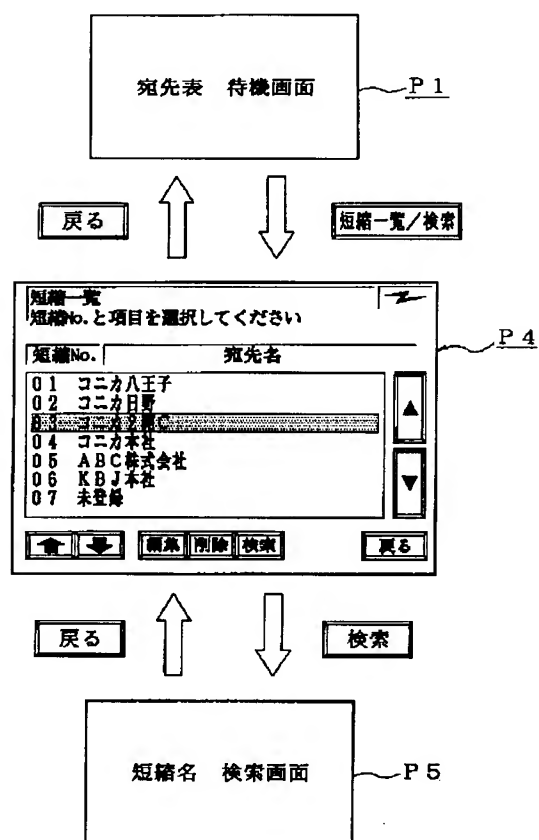 宛先表 待機画面
P1
戻る
短縮一覧/検索
短縮一覧
短縮No.と項目を選択してください
P4
短縮No. 宛先名
01 コニカ八王子
02 コニカ日野
03 コニカ
04 コニカ本社
05 ABC株式会社
06 KBJ本社
07 未登録
編集 削除 検索 戻る
戻る
検索
短縮名 検索画面
P5